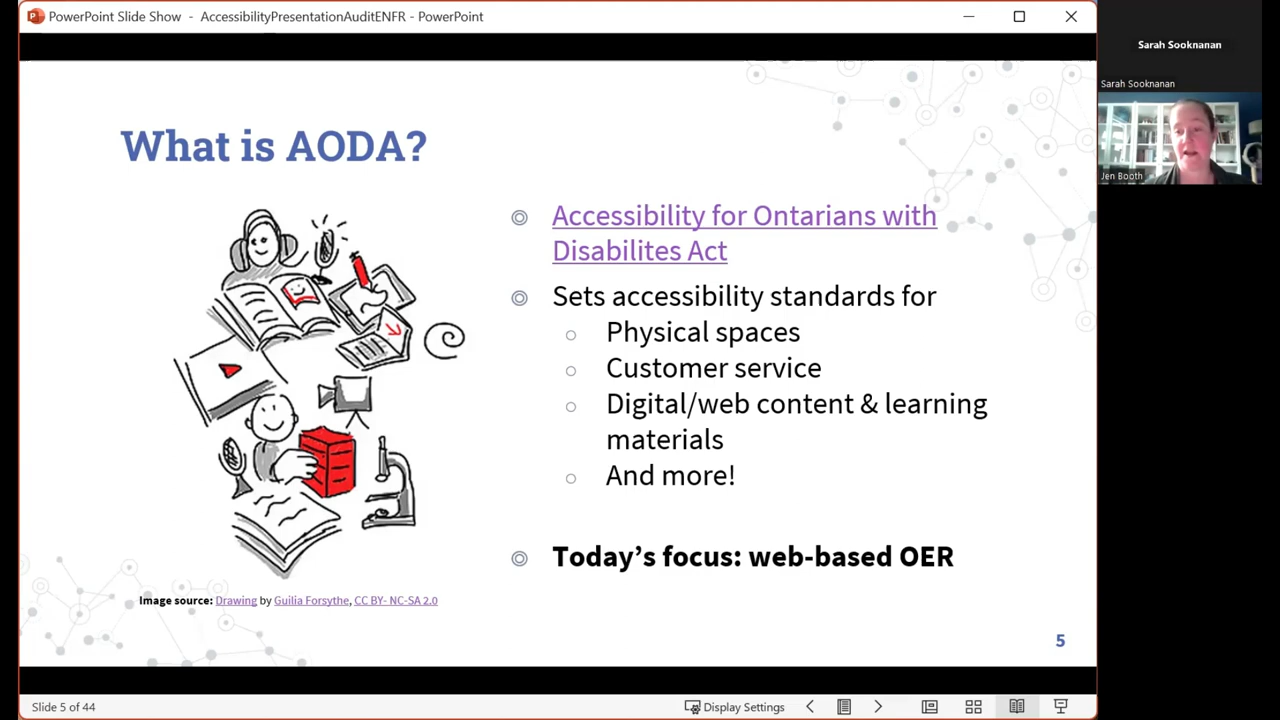 PowerPoint Slide Show - AccessibilityPresentationAuditENFR - PowerPoint
Sarah Sooknanan
Sarah Sooknanan
Jen Booth
What is AODA?
Accessibility for Ontarians with
Disabilites Act
Sets accessibility standards for
Physical spaces
Customer service
Digital/web content & learning
materials
And more!
Today's focus: web-based OER
Image source: Drawing by Guilia Forsythe, CC BY- NC-SA 2.0
5
Slide 5 of 44
Display Settings